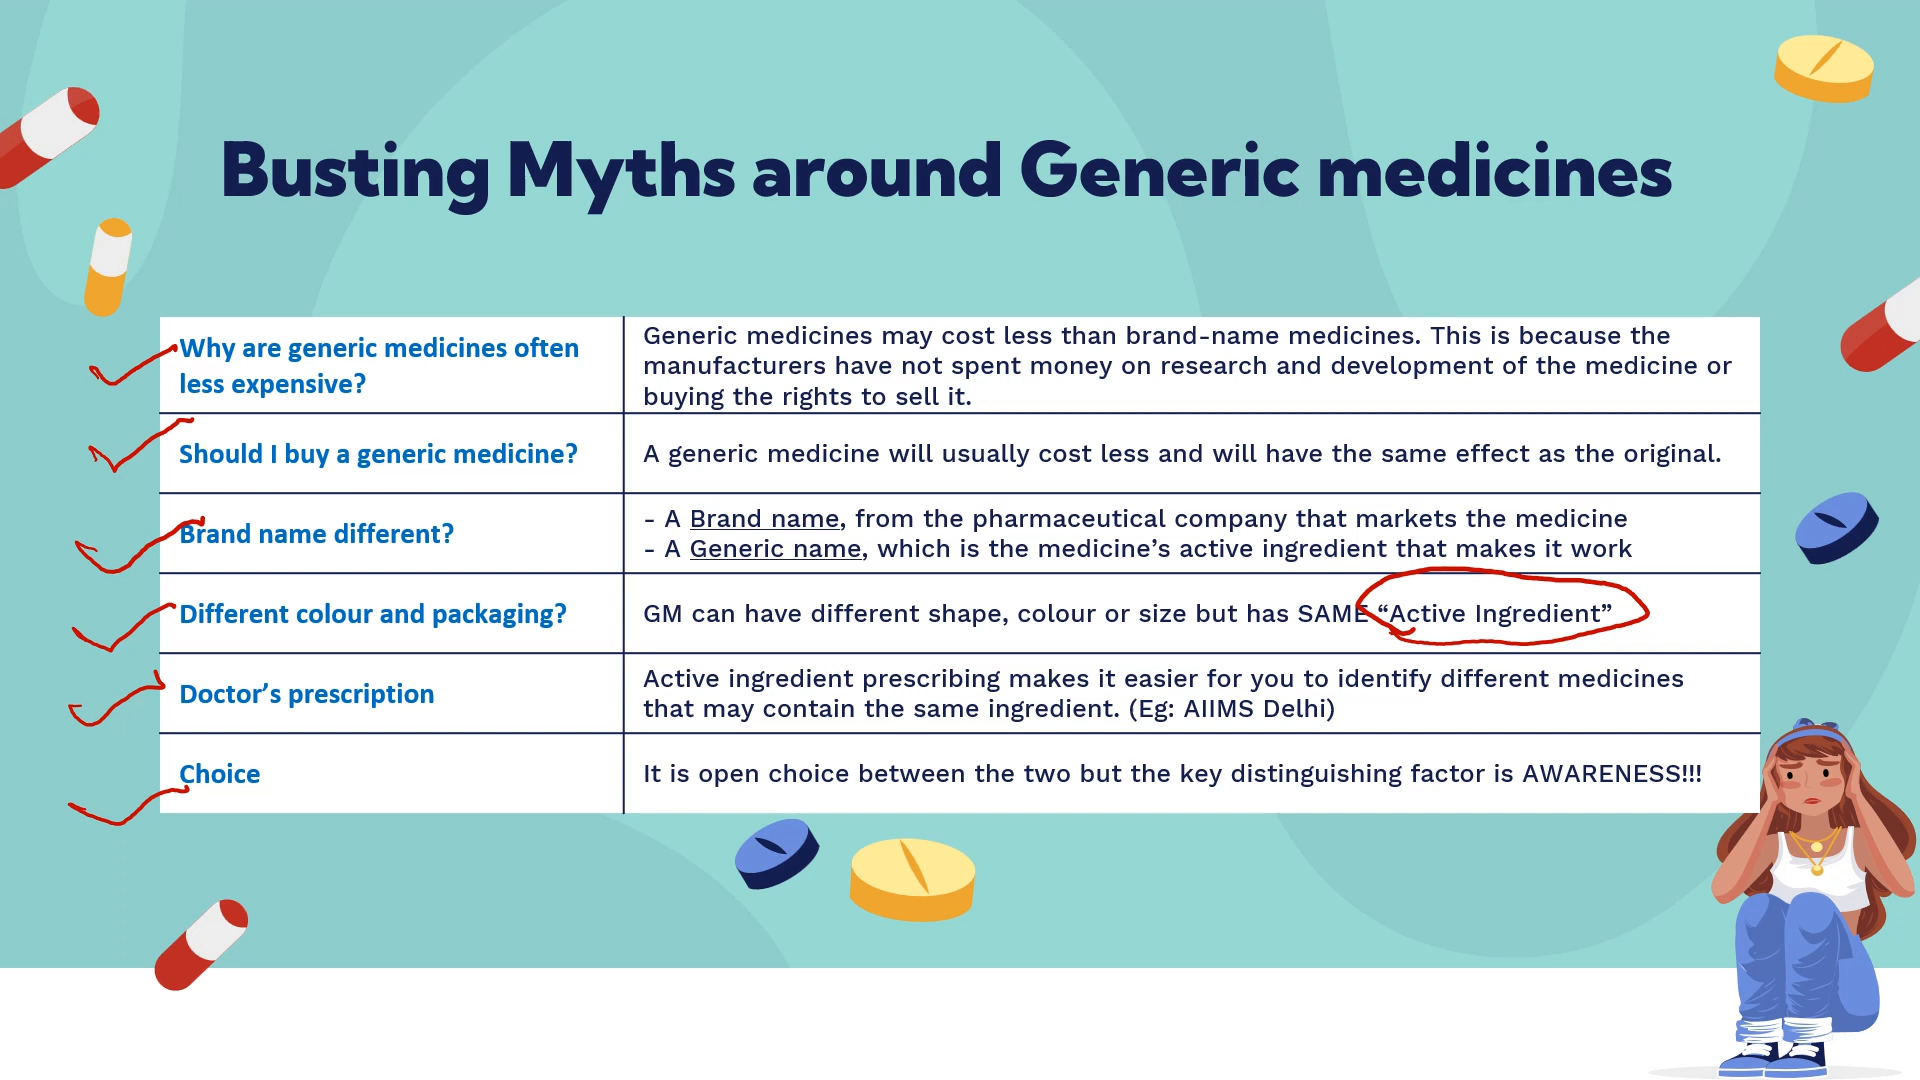 Busting Myths around Generic medicines
Why are generic medicines often
less expensive?
Generic medicines may cost less than brand-name medicines. This is because the
manufacturers have not spent money on research and development of the medicine or
buying the rights to sell it.
Should I buy a generic medicine?
A generic medicine will usually cost less and will have the same effect as the original.
Brand name different?
- A Brand name, from the pharmaceutical company that markets the medicine
- A Generic name, which is the medicine’s active ingredient that makes it work
Different colour and packaging?
GM can have different shape, colour or size but has SAME “Active Ingredient”
Doctor’s prescription
Active ingredient prescribing makes it easier for you to identify different medicines
that may contain the same ingredient. (Eg: AIIMS Delhi)
Choice
It is open choice between the two but the key distinguishing factor is AWARENESS!!!